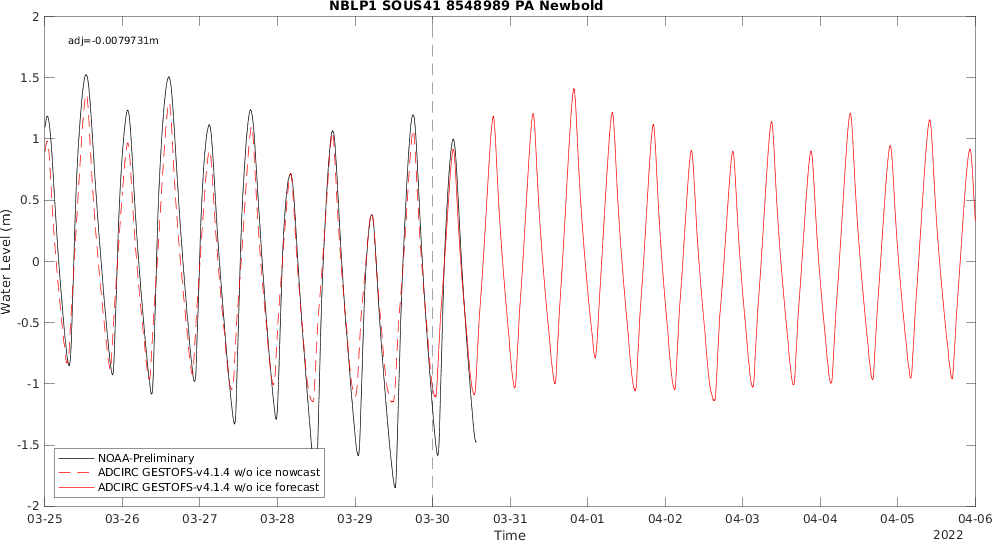 NBLP1 SOUS41 8548989 PA Newbold
adj=-0.0079731m
2
1.5
1
0.5
0
-0.5
-1
-1.5
-2
Water Level (m)
NOAA-Preliminary
ADCIRC GESTOFS-v4.1.4 w/o ice nowcast
ADCIRC GESTOFS-v4.1.4 w/o ice forecast
03-25 03-26 03-27 03-28 03-29 03-30 03-31 04-01 04-02 04-03 04-04 04-05 04-06
Time
2022